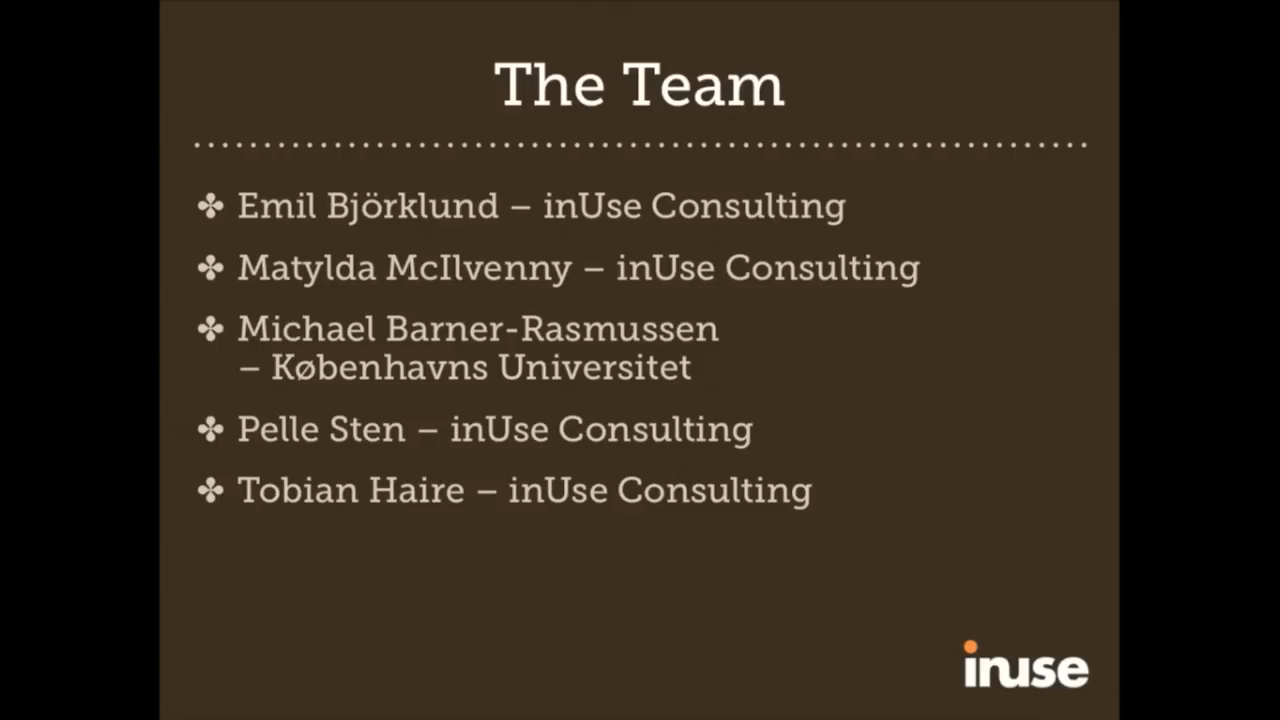 The Team
✤ Emil Björklund – inUse Consulting
✤ Matylda McIlvenny – inUse Consulting
✤ Michael Barner-Rasmussen
– Københavns Universitet
✤ Pelle Sten – inUse Consulting
✤ Tobian Haire – inUse Consulting
inuse